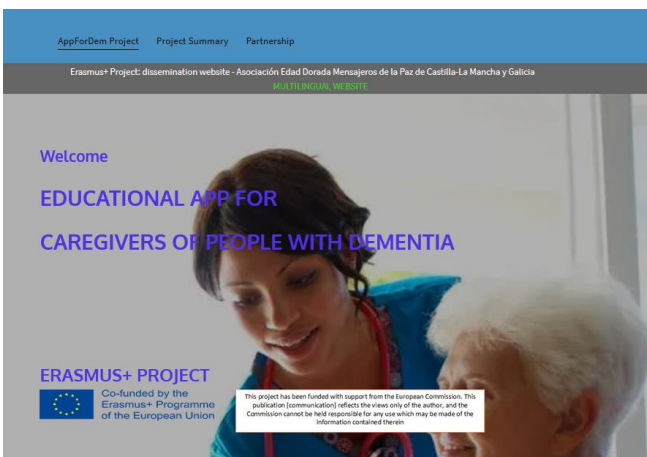 AppForDem Project Project Summary Partnership
Erasmus+ Project: dissemination website - Asociación Edad Dorada Mensajeros de la Paz de Castilla-La Mancha y Galicia
MULTILINGUAL WEBSITE
Welcome
EDUCATIONAL APP FOR
CAREGIVERS OF PEOPLE WITH DEMENTIA
ERASMUS+ PROJECT
Co-funded by the
Erasmus+ Programme
of the European Union
This project has been funded with support from the European Commission. This
publication [communication] reflects the views only of the author, and the
Commission cannot be held responsible for any use which may be made of the
information contained therein